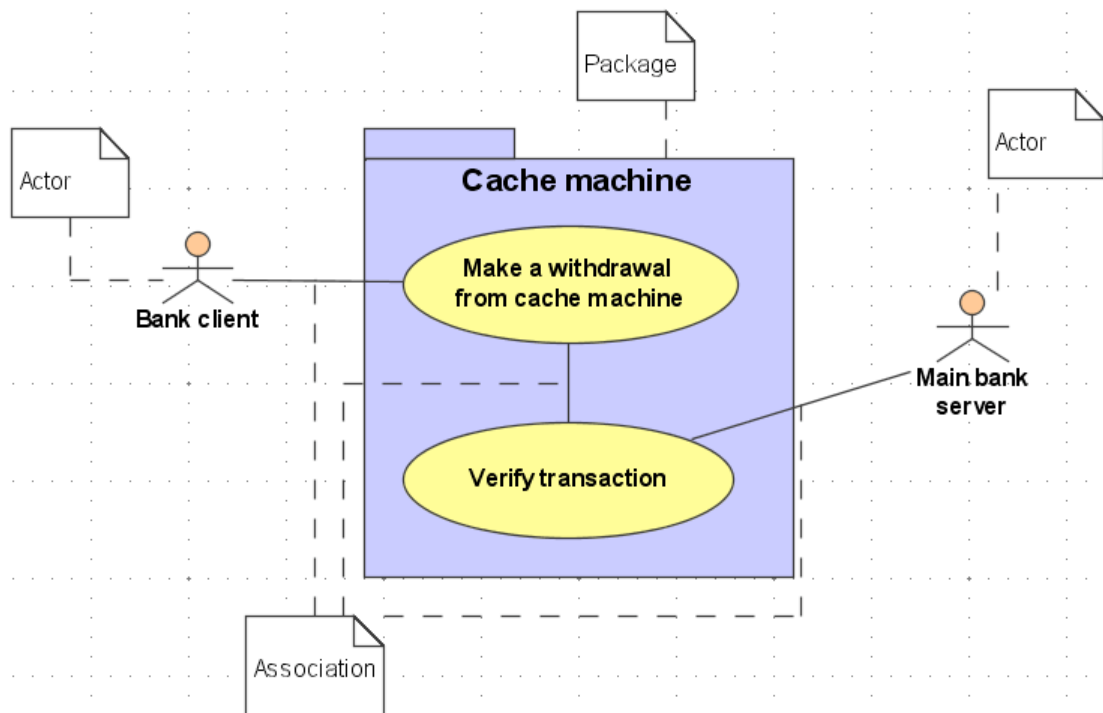 Package
Actor
Actor
Cache machine
Make a withdrawal
from cache machine
Bank client
Main bank
server
Verify transaction
Association